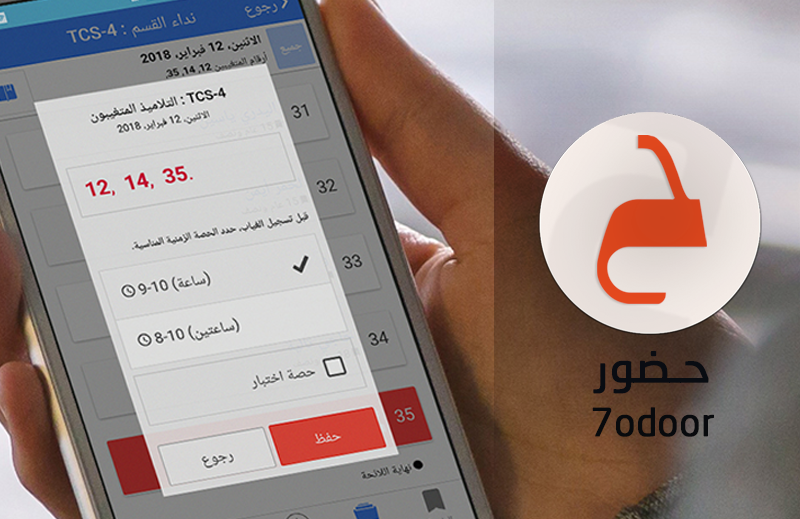 رجوع
نداء القسم : TCS-4
جميع
الاثنين، 12 فبراير، 2018
أرقام المتغيبين 12, 14, 35.
TCS-4 : التلاميذ المتغيبون
الاثنين، 12 فبراير، 2018
12, 14, 35.
قبل تسجيل الغياب، حدد الحصة الزمنية المناسبة.
9-10 (ساعة)
8-10 (ساعتين)
حصة اختبار
حفظ
رجوع
31
32
33
34
35
نهاية اللائحة
حضور
7odoor